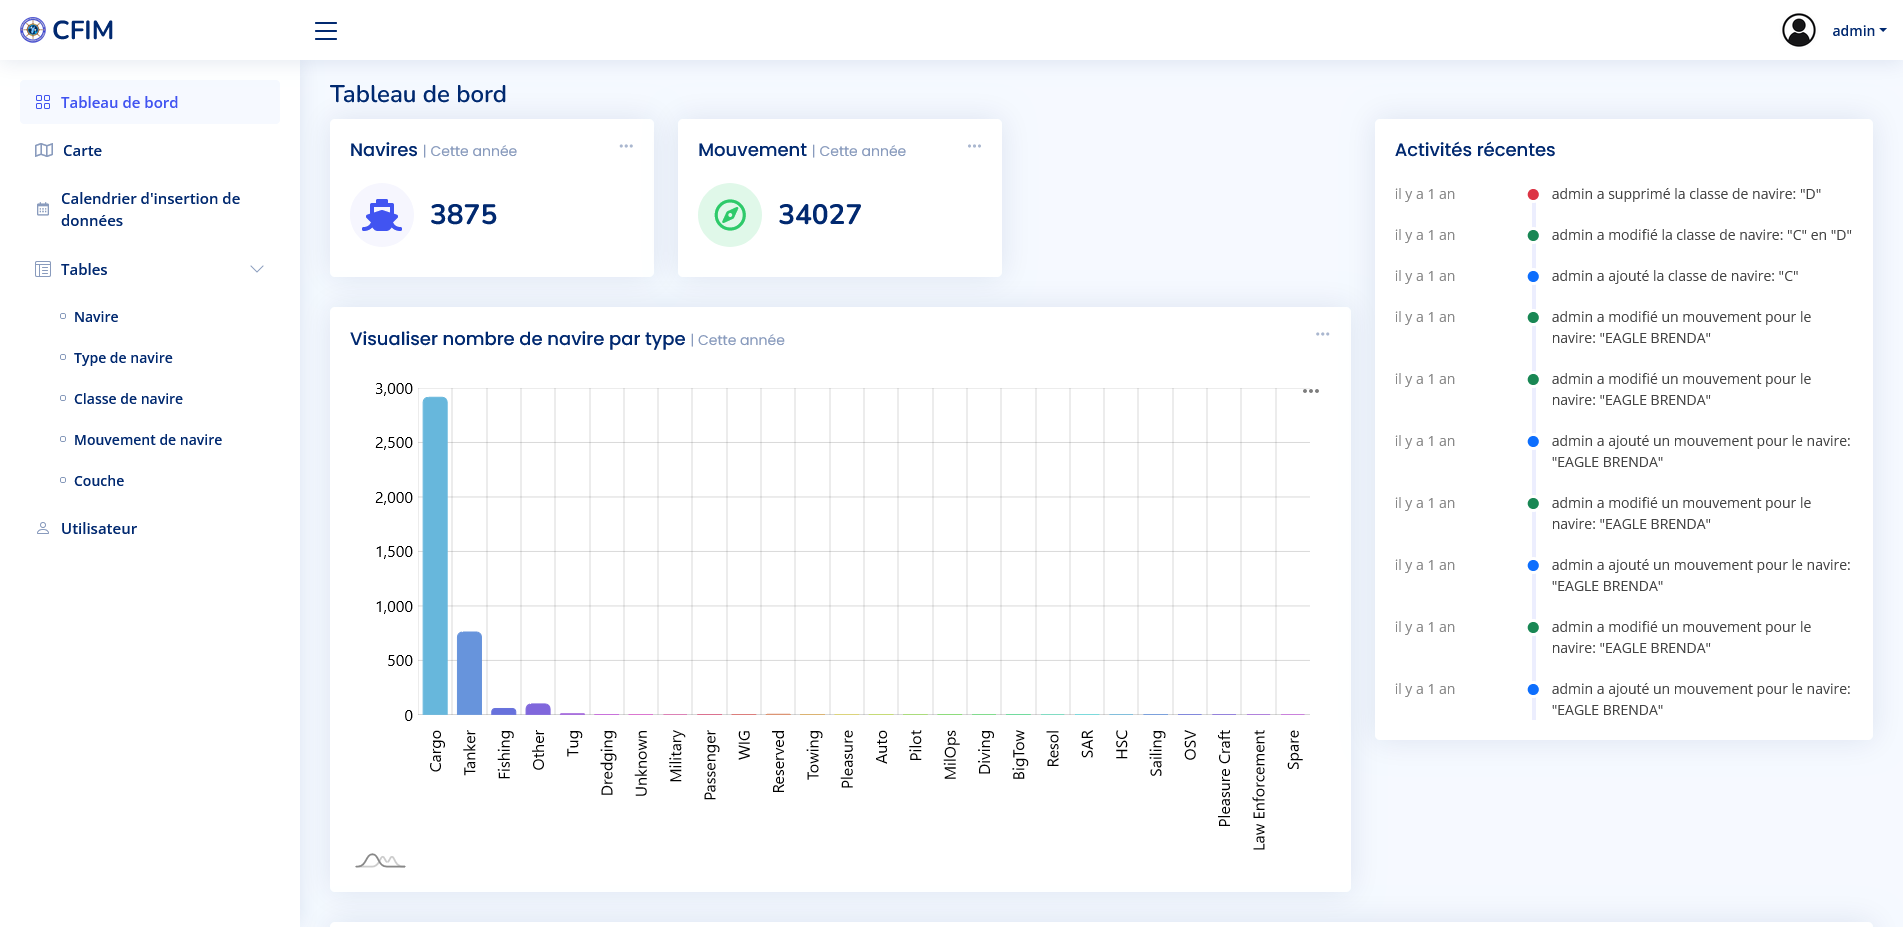 CFIM
admin
Tableau de bord
Carte
Calendrier d'insertion de
données
Tables
Navire
Type de navire
Classe de navire
Mouvement de navire
Couche
Utilisateur
Tableau de bord
Navires | Cette année
3875
Mouvement | Cette année
34027
Visualiser nombre de navire par type | Cette année
3,000
2,500
2,000
1,500
1,000
500
0
Cargo
Tanker
Fishing
Other
Tug
Dredging
Unknown
Military
Passenger
WIG
Reserved
Towing
Pleasure
Auto
Pilot
MilOps
Diving
BigTow
Resol
SAR
HSC
Sailing
OSV
Pleasure Craft
Law Enforcement
Spare
Activités récentes
il y a 1 an admin a supprimé la classe de navire: "D"
il y a 1 an admin a modifié la classe de navire: "C" en "D"
il y a 1 an admin a ajouté la classe de navire: "C"
il y a 1 an admin a modifié un mouvement pour le
navire: "EAGLE BRENDA"
il y a 1 an admin a modifié un mouvement pour le
navire: "EAGLE BRENDA"
il y a 1 an admin a ajouté un mouvement pour le navire:
"EAGLE BRENDA"
il y a 1 an admin a modifié un mouvement pour le
navire: "EAGLE BRENDA"
il y a 1 an admin a ajouté un mouvement pour le navire:
"EAGLE BRENDA"
il y a 1 an admin a modifié un mouvement pour le
navire: "EAGLE BRENDA"
il y a 1 an admin a ajouté un mouvement pour le navire:
"EAGLE BRENDA"